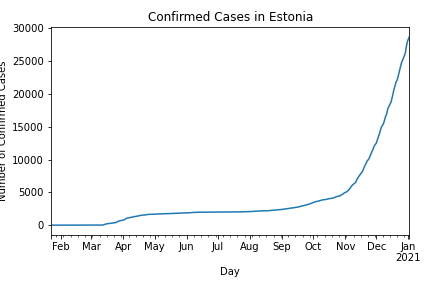 Confirmed Cases in Estonia
Number of Confirmed Cases
30000
25000
20000
15000
10000
5000
0
Feb Mar Apr May Jun Jul Aug Sep Oct Nov Dec Jan
2021
Day